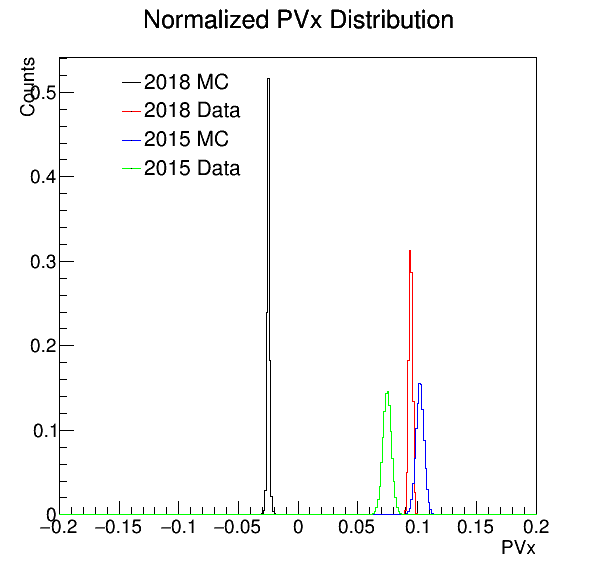 Normalized PVx Distribution
Counts
2018 MC
2018 Data
2015 MC
2015 Data
0.5
0.4
0.3
0.2
0.1
0
−0.2 −0.15 −0.1 −0.05 0 0.05 0.1 0.15 0.2
PVx